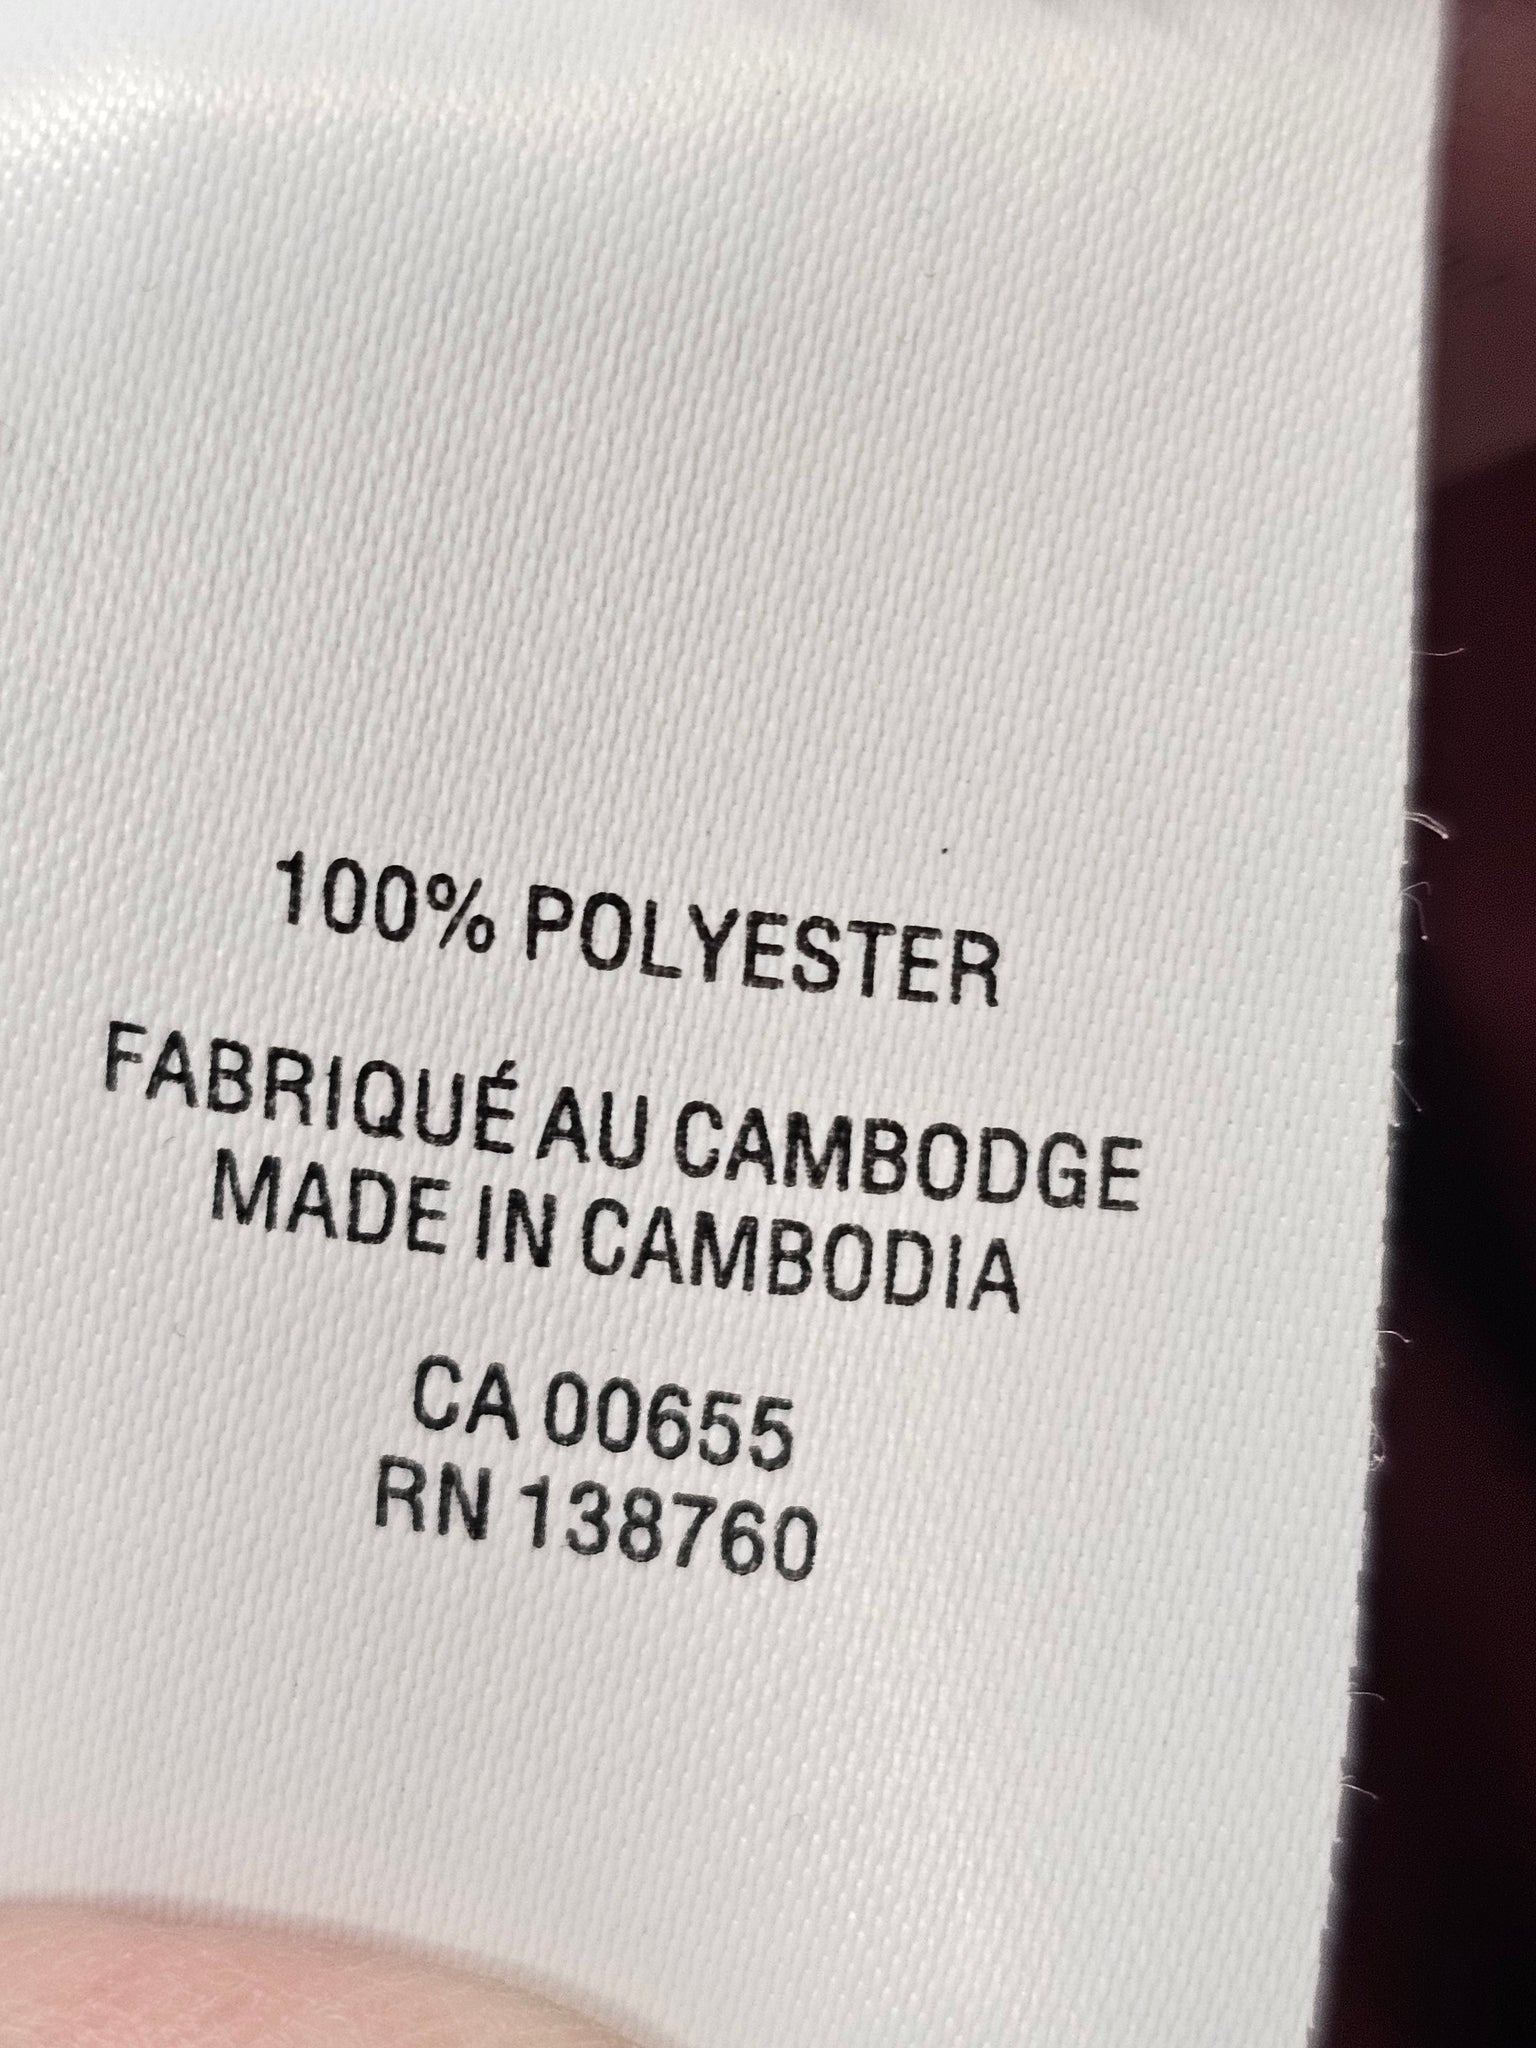 100% POLYESTER
FABRIQUÉ AU CAMBODGE
MADE IN CAMBODIA
CA 00655
RN 138760